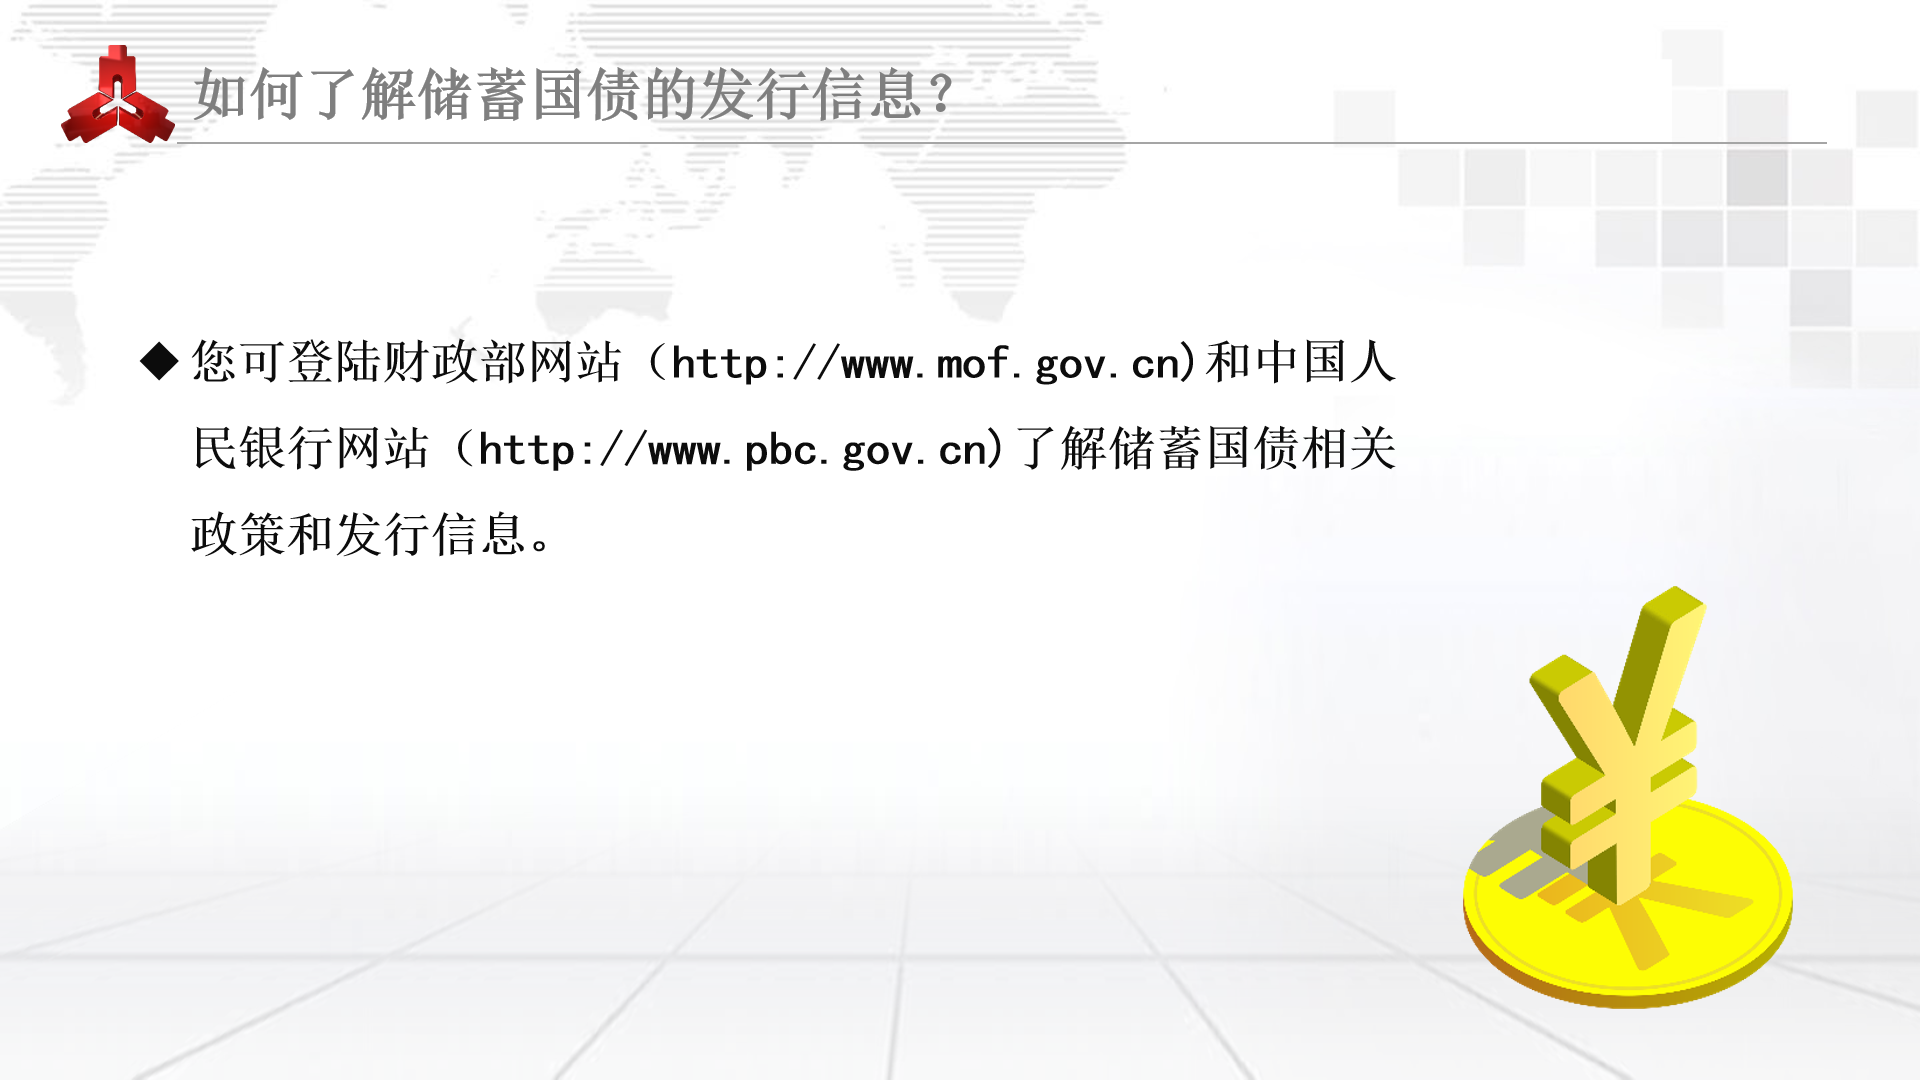 如何了解储蓄国债的发行信息？
◆ 您可登陆财政部网站（http://www.mof.gov.cn)和中国人
民银行网站（http://www.pbc.gov.cn)了解储蓄国债相关
政策和发行信息。